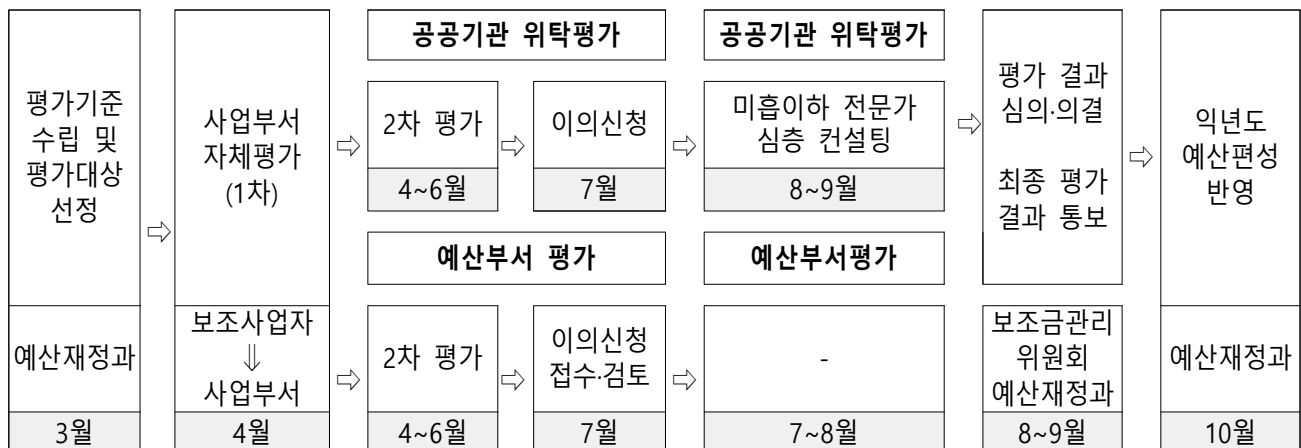 평가기준
수립 및
평가대상
선정
예산재정과
3월
⇨
사업부서
자체평가
(1차)
보조사업자
⇓
사업부서
4월
공공기관 위탁평가
⇨
2차 평가
4~6월
⇨
이의신청
7월
⇨
공공기관 위탁평가
미흡이하 전문가
심층 컨설팅
8~9월
예산부서 평가
⇨
2차 평가
4~6월
⇨
이의신청
접수·검토
7월
⇨
예산부서평가
-
7~8월
⇨
평가 결과
심의·의결
최종 평가
결과 통보
보조금관리
위원회
예산재정과
8~9월
⇨
익년도
예산편성
반영
예산재정과
10월